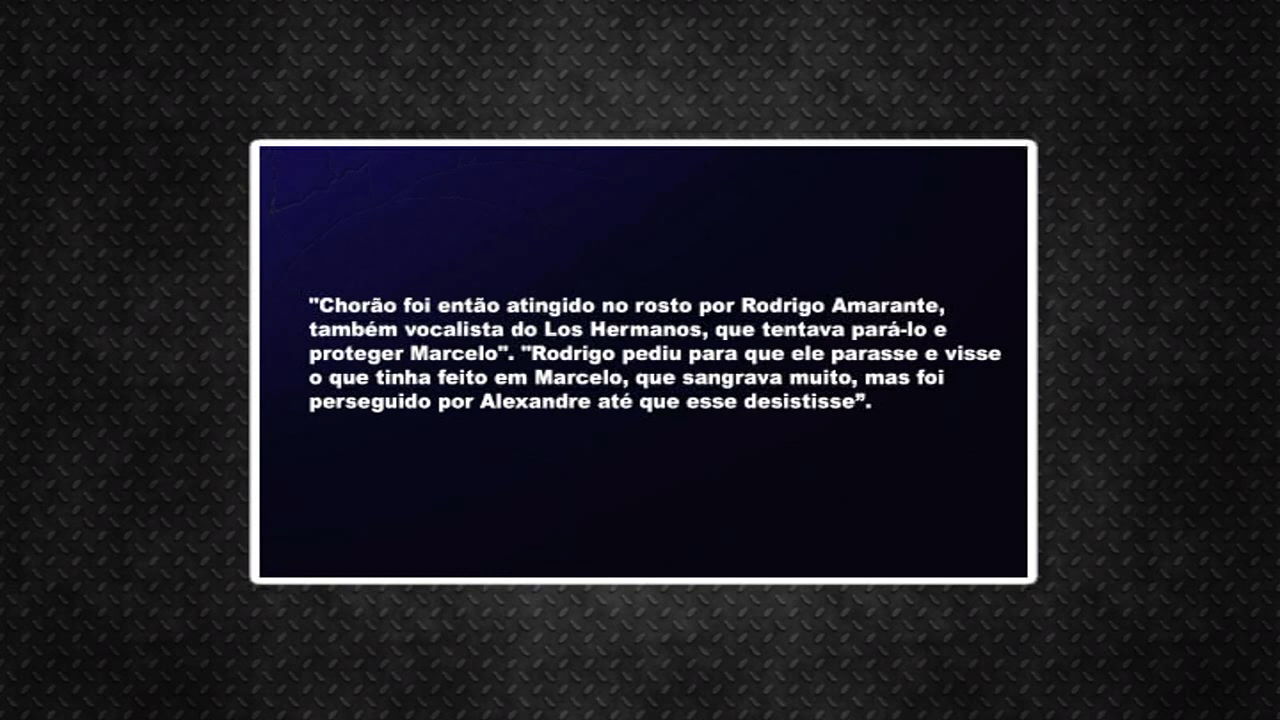 "Chorão foi então atingido no rosto por Rodrigo Amarante,
também vocalista do Los Hermanos, que tentava pará-lo e
proteger Marcelo". "Rodrigo pediu para que ele parasse e visse
o que tinha feito em Marcelo, que sangrava muito, mas foi
perseguido por Alexandre até que esse desistisse”.